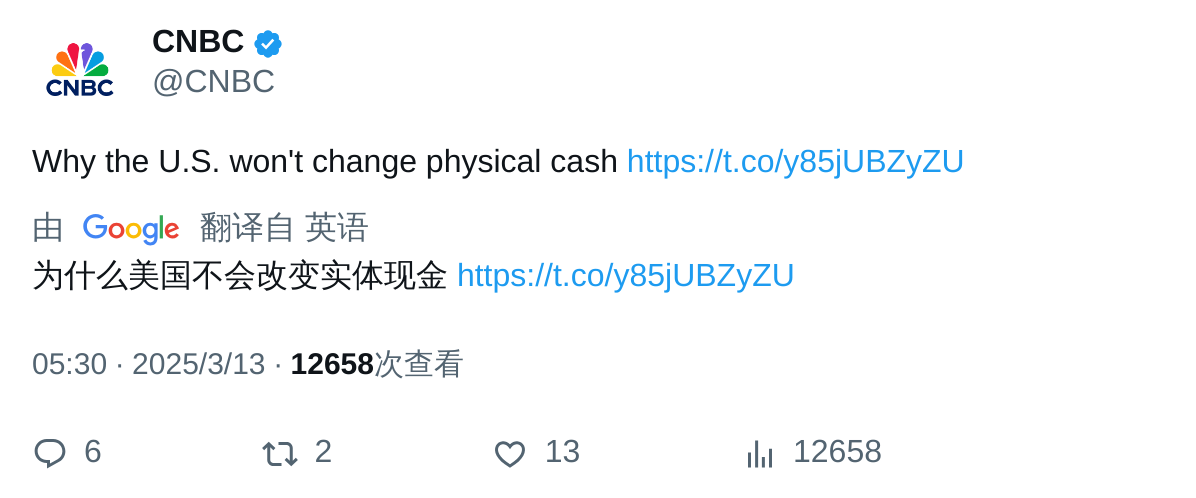 CNBC
CNBC
@CNBC
Why the U.S. won't change physical cash https://t.co/y85jUBZyZU
由 Google 翻译自 英语
为什么美国不会改变实体现金 https://t.co/y85jUBZyZU
05:30 · 2025/3/13 · 12658次查看
6 2 13 12658